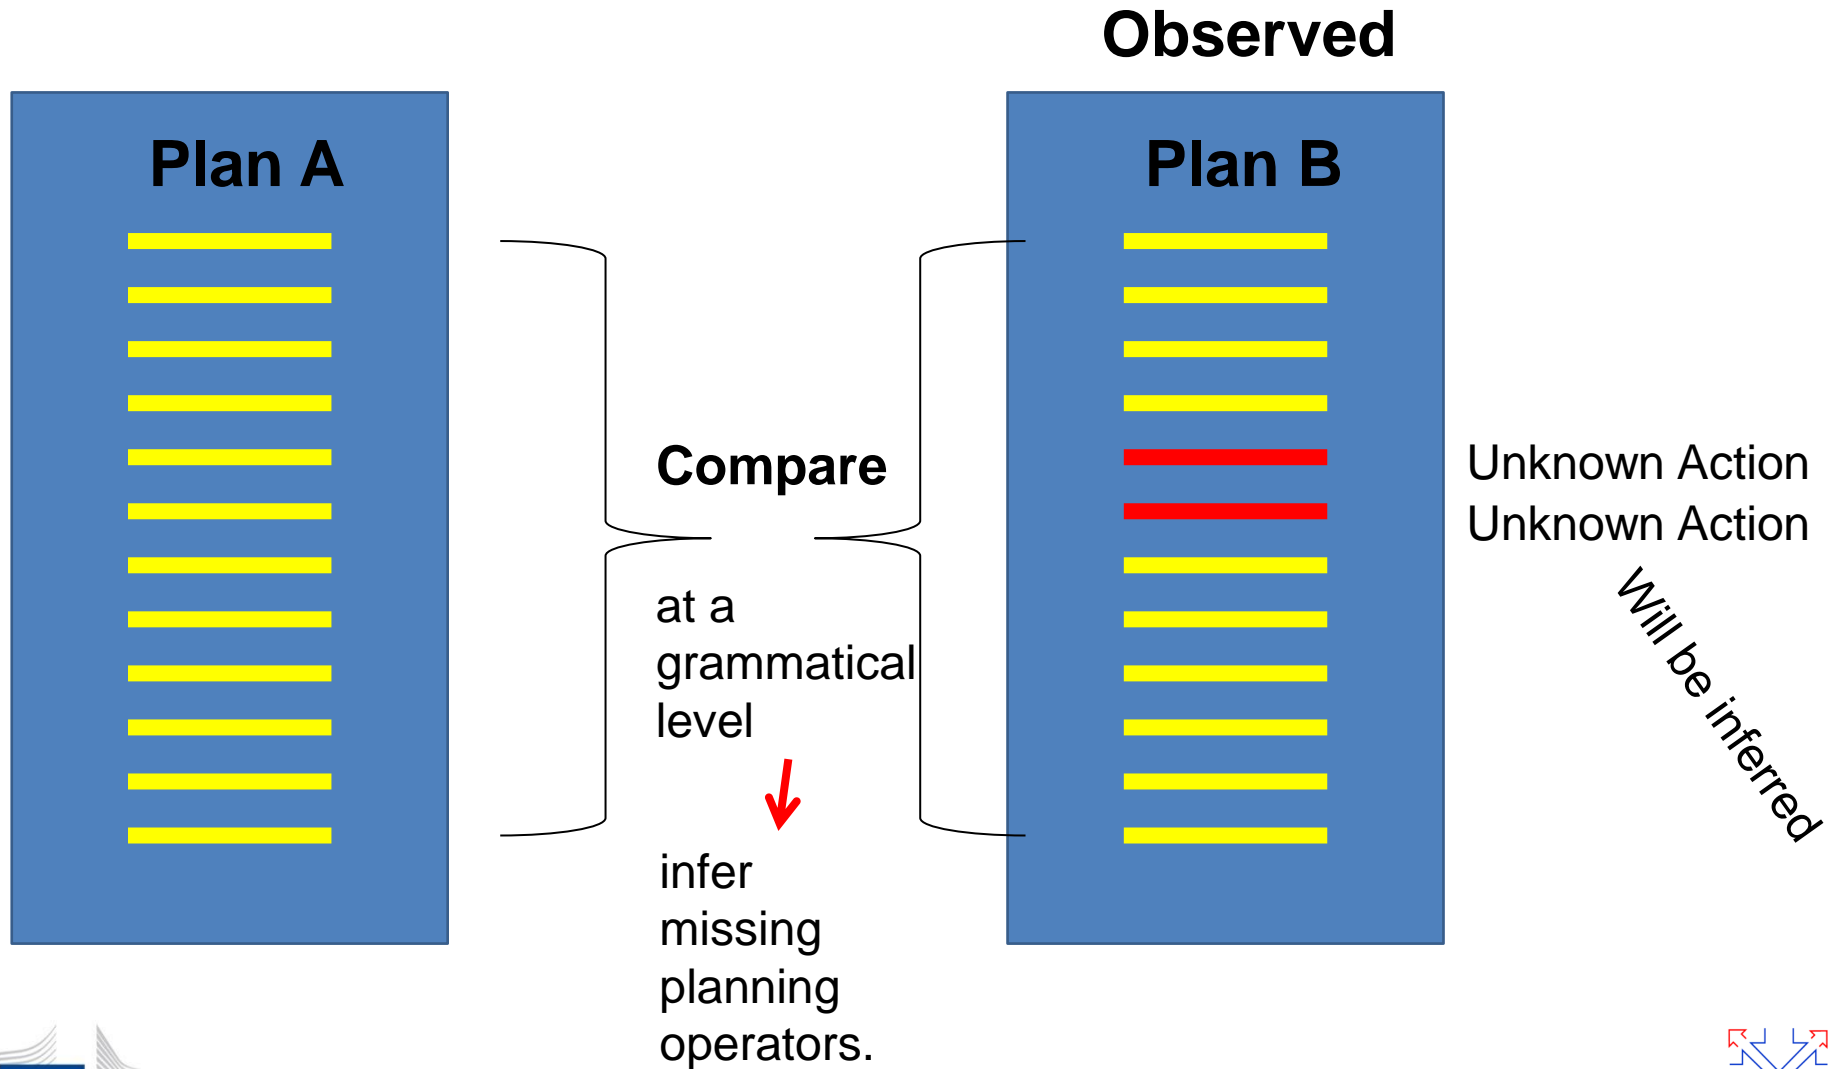 Observed
Plan A
Plan B
Compare
at a
grammatical
level
infer
missing
planning
operators.
Unknown Action
Unknown Action
Will be inferred